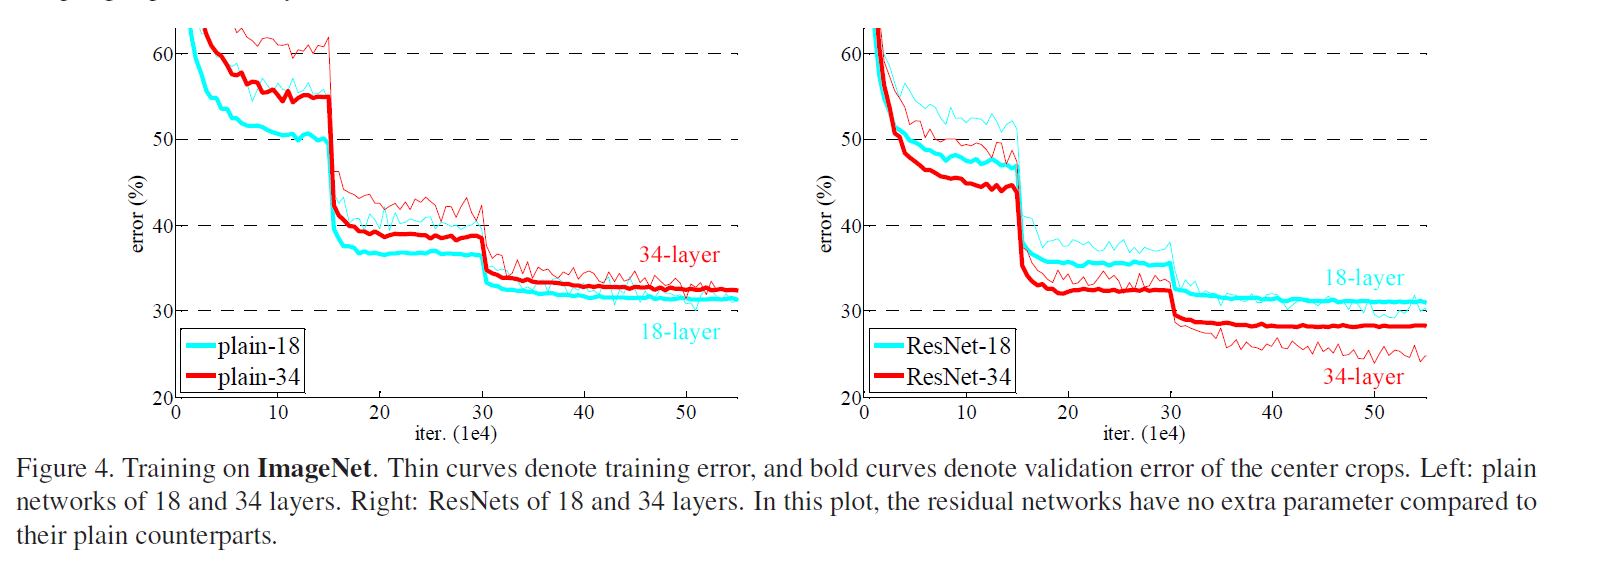 60
50
40
30
20
error (%)
34-layer
18-layer
plain-18
plain-34
0 10 20 30 40 50
iter. (1e4)
60
50
40
30
20
error (%)
18-layer
34-layer
ResNet-18
ResNet-34
0 10 20 30 40 50
iter. (1e4)
Figure 4. Training on ImageNet. Thin curves denote training error, and bold curves denote validation error of the center crops. Left: plain
networks of 18 and 34 layers. Right: ResNets of 18 and 34 layers. In this plot, the residual networks have no extra parameter compared to
their plain counterparts.